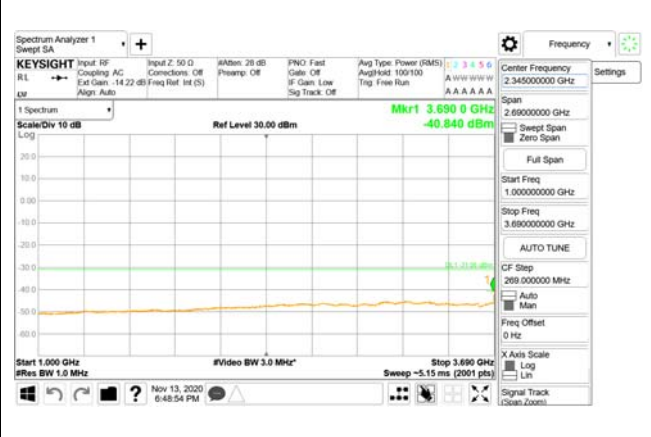 Spectrum Analyzer 1
Swept SA
Frequency
KEYSIGHT
RL
Input: RF
Coupling: AC
Ext Gain: -14.22 dB
Align: Auto
Input Z: 50 Ω
Corrections: Off
Freq Ref: Int (S)
#Atten: 28 dB
Preamp: Off
PNO: Fast
Gate: Off
IF Gain: Low
Sig Track: Off
Avg Type: Power (RMS)
Avg|Hold: 100/100
Trig: Free Run
1 2 3 4 5 6
A W W W W W
A A A A A A
Center Frequency
2.345000000 GHz
Settings
1 Spectrum
Mkr1 3.690 0 GHz
Scale/Div 10 dB
Ref Level 30.00 dBm
-40.840 dBm
Log
Span
2.69000000 GHz
Swept Span
Zero Span
Full Span
Start Freq
1.000000000 GHz
Stop Freq
3.690000000 GHz
AUTO TUNE
CF Step
269.000000 MHz
Auto
Man
Freq Offset
0 Hz
X Axis Scale
Log
Lin
Signal Track
(Span Zoom)
20.0
10.0
0.00
-10.0
-20.0
-30.0
-40.0
-50.0
-60.0
1
Start 1.000 GHz
#Video BW 3.0 MHz*
Stop 3.690 GHz
#Res BW 1.0 MHz
Sweep ~5.15 ms (2001 pts)
?
Nov 13, 2020
6:48:54 PM